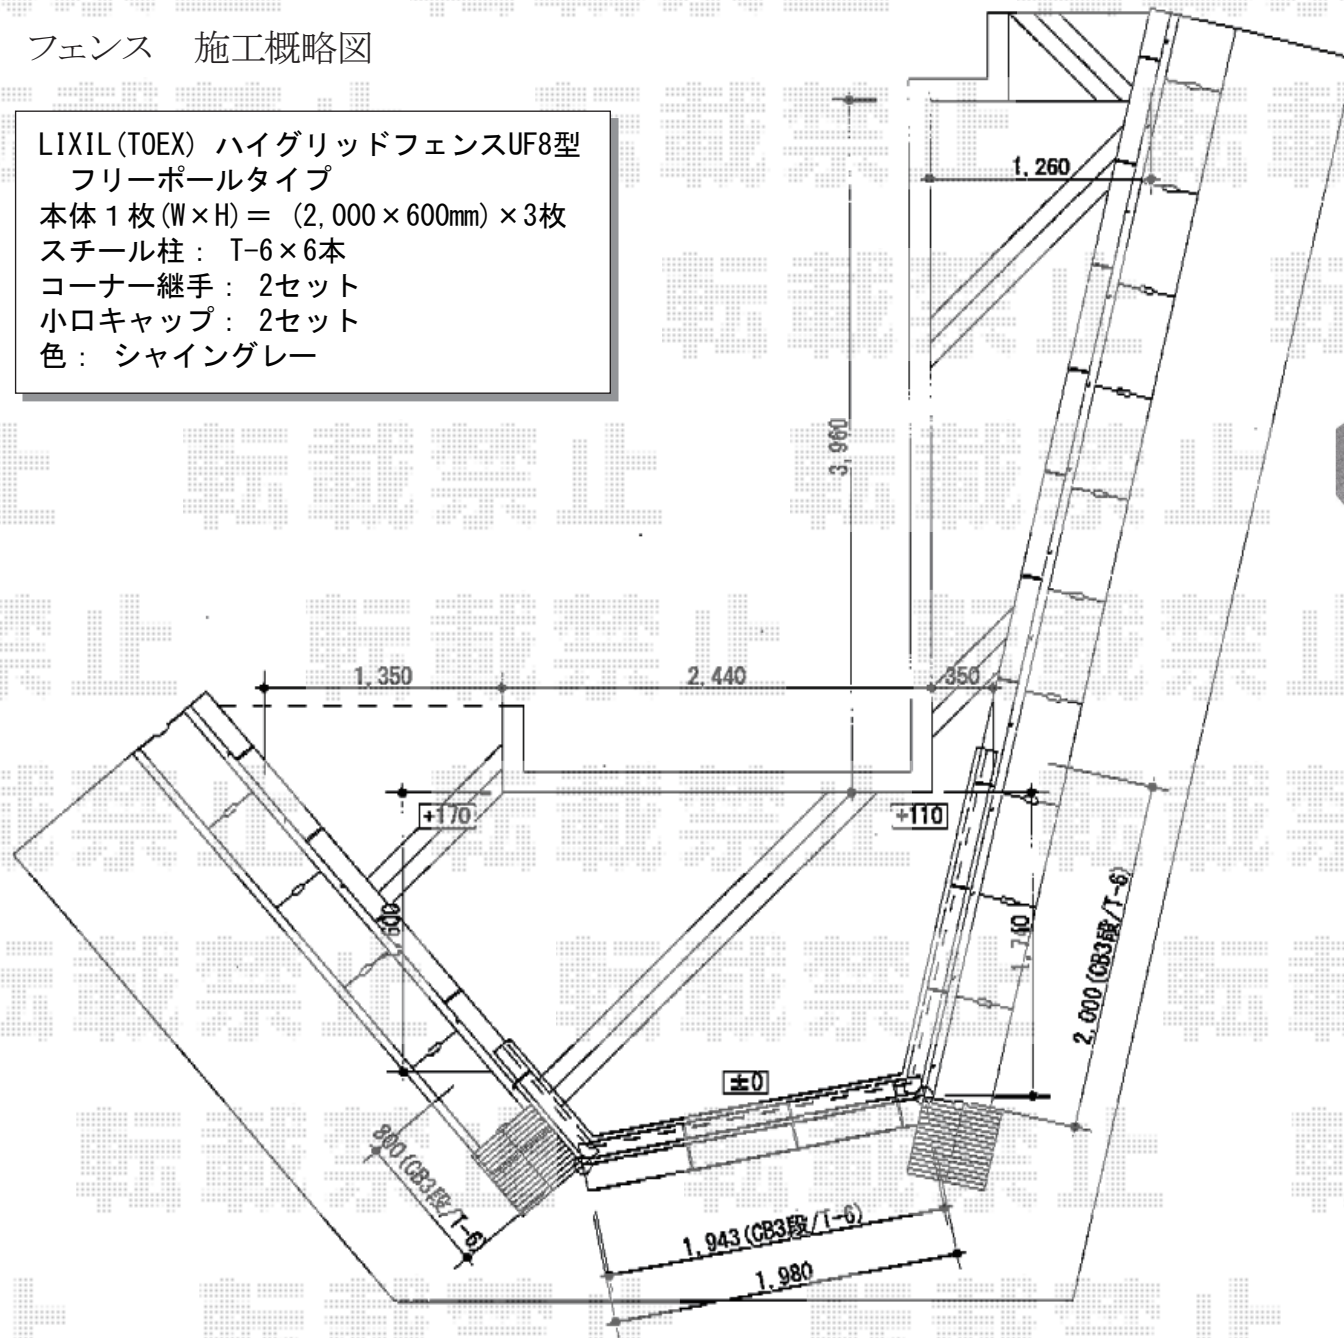 フェンス 施工概略図
LIXIL(TOEX) ハイグリッドフェンスUF8型
フリーポールタイプ
本体1枚(W×H)= (2,000×600mm)×3枚
スチール柱: T-6×6本
コーナー継手: 2セット
小口キャップ: 2セット
色: シャイングレー
1,260
3,960
1,350
2,440
350
+170
+110
1,740
2,000(CB3段/T-6)
±0
800(CB3段/T-6)
1,943(CB3段/T-6)
1,980
転載禁止